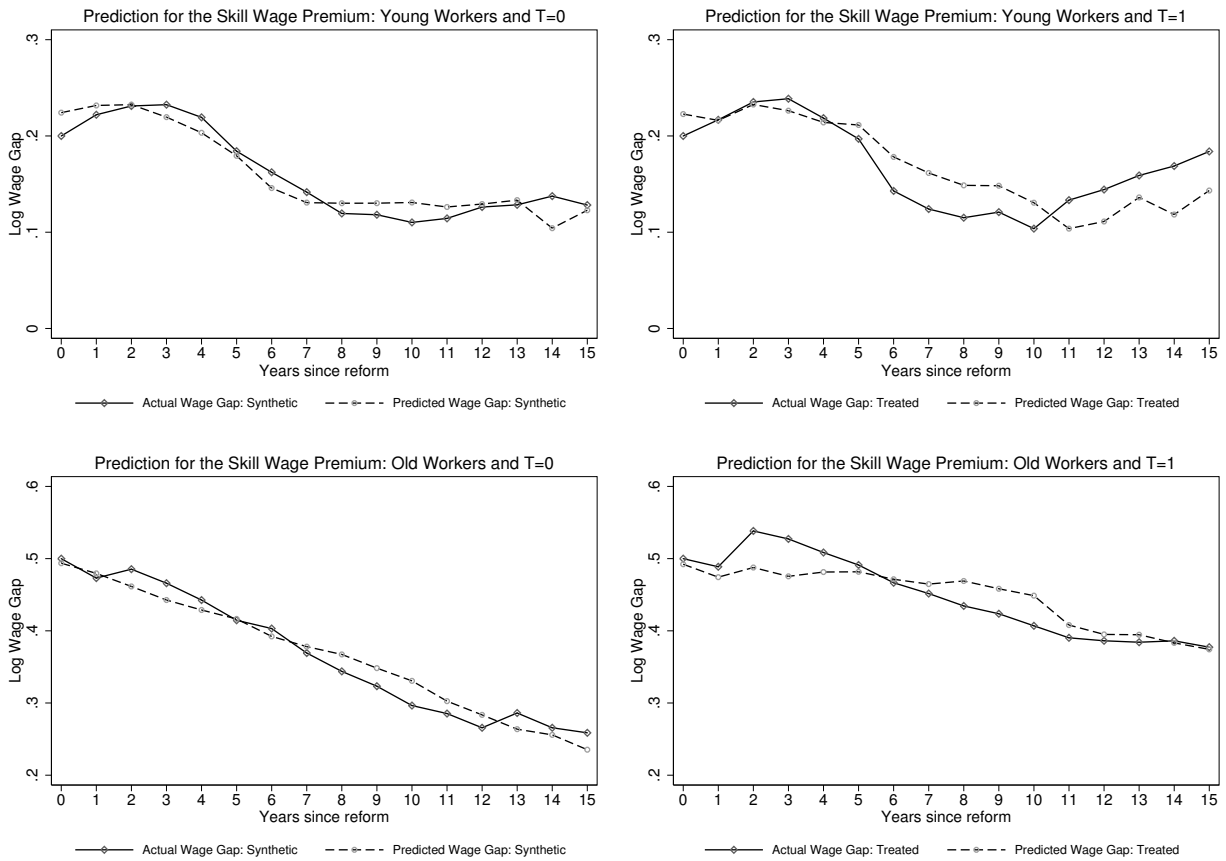 Prediction for the Skill Wage Premium: Young Workers and T=0
Log Wage Gap
.3
.2
.1
0
0 1 2 3 4 5 6 7 8 9 10 11 12 13 14 15
Years since reform
Actual Wage Gap: Synthetic Predicted Wage Gap: Synthetic
Prediction for the Skill Wage Premium: Young Workers and T=1
Log Wage Gap
.3
.2
.1
0
0 1 2 3 4 5 6 7 8 9 10 11 12 13 14 15
Years since reform
Actual Wage Gap: Treated Predicted Wage Gap: Treated
Prediction for the Skill Wage Premium: Old Workers and T=0
Log Wage Gap
.6
.5
.4
.3
.2
0 1 2 3 4 5 6 7 8 9 10 11 12 13 14 15
Years since reform
Actual Wage Gap: Synthetic Predicted Wage Gap: Synthetic
Prediction for the Skill Wage Premium: Old Workers and T=1
Log Wage Gap
.6
.5
.4
.3
.2
0 1 2 3 4 5 6 7 8 9 10 11 12 13 14 15
Years since reform
Actual Wage Gap: Treated Predicted Wage Gap: Treated